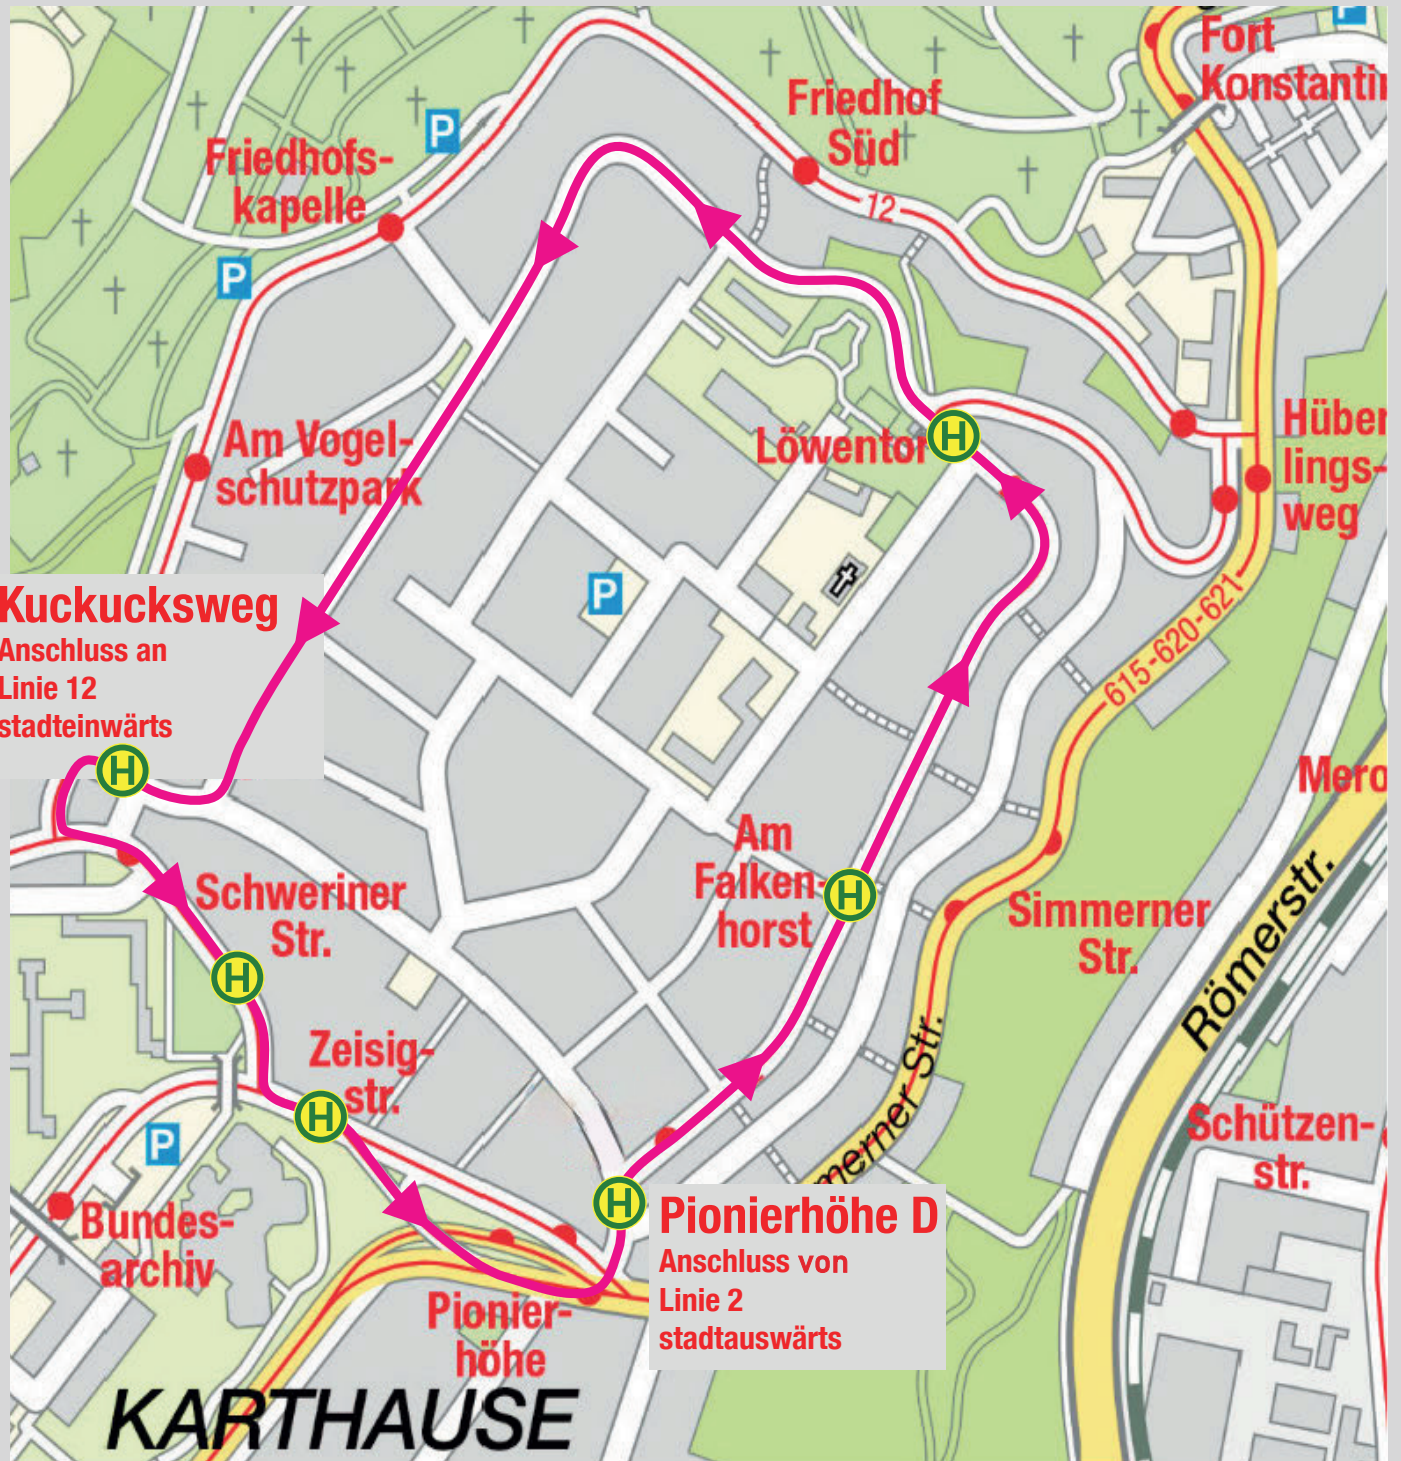 P
Fort
Konstantin
Friedhof
Süd
P
Friedhofs-
kapelle
12
P
Am Vogel-
schutzpark
Löwentor
H
Hüber
lings-
weg
P
615-620-621
Kuckucksweg
Anschluss an
Linie 12
stadteinwärts
H
Mero
Am
Falken-
horst
H
Schweriner
Str.
Simmerner
Str.
Römerstr.
H
Zeisig-
str.
H
merner Str.
P
Schützen-
str.
Bundes-
archiv
H
Pionierhöhe D
Anschluss von
Linie 2
stadtauswärts
Pionier-
höhe
KARTHAUSE